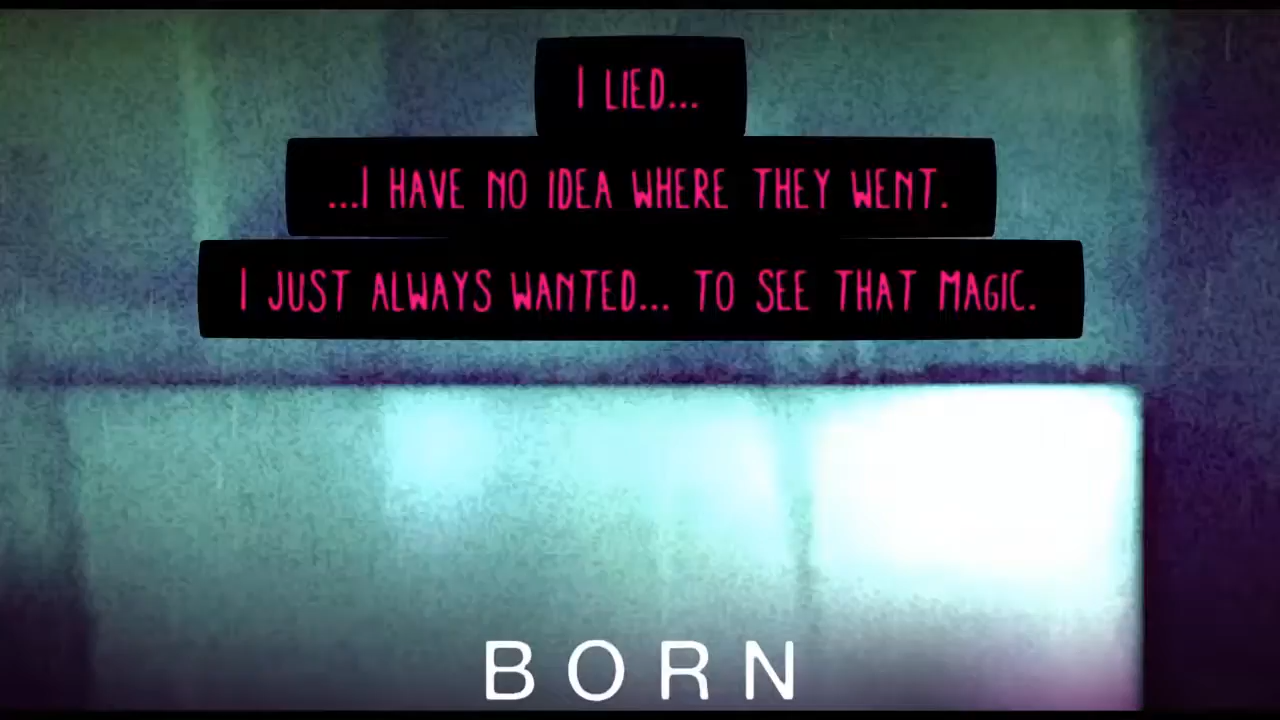 I LIED...
...I HAVE NO IDEA WHERE THEY WENT.
I JUST ALWAYS WANTED... TO SEE THAT MAGIC.
BORN